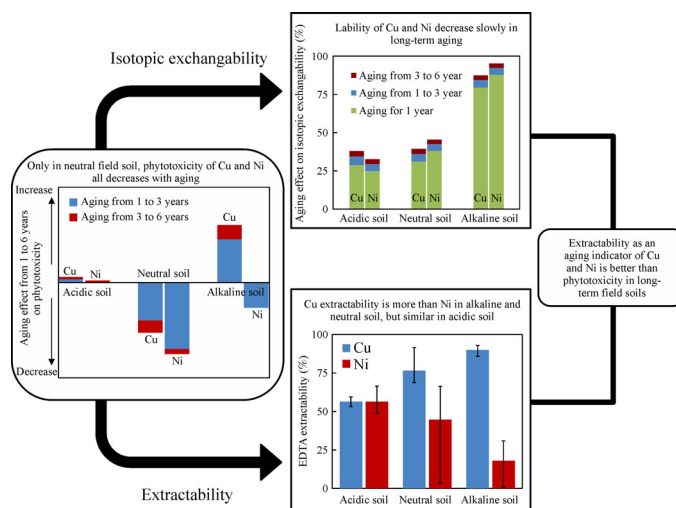 Isotopic exchangability
Lability of Cu and Ni decrease slowly in
long-term aging
Aging effect on isotopic exchangability (%)
100
75
50
25
0
Aging from 3 to 6 year
Aging from 1 to 3 year
Aging for 1 year
Cu Ni
Cu Ni
Cu Ni
Acidic soil Neutral soil Alkaline soil
Only in neutral field soil, phytotoxicity of Cu and Ni
all decreases with aging
Aging effect from 1 to 6 years
on phytotoxicity
Increase
Decrease
Aging from 1 to 3 years
Aging from 3 to 6 years
Cu
Ni
Acidic soil
Neutral soil
Cu
Ni
Cu
Alkaline soil
Ni
Extractability as an
aging indicator of Cu
and Ni is better than
phytotoxicity in long-
term field soils
Cu extractability is more than Ni in alkaline and
neutral soil, but similar in acidic soil
EDTA extractability (%)
100
75
50
25
0
Cu
Ni
Acidic soil Neutral soil Alkaline soil
Extractability